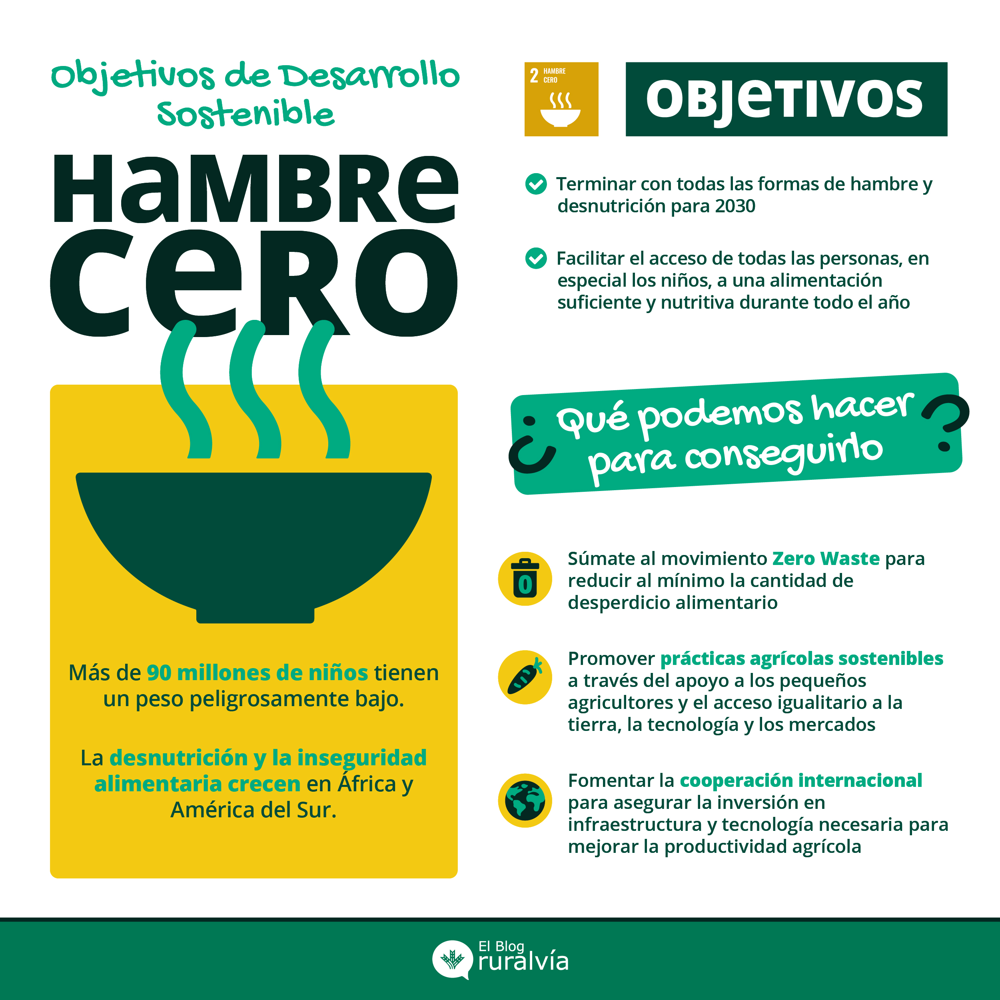 Objetivos de Desarrollo
Sostenible
HaMBRe
CeRO
Más de 90 millones de niños tienen
un peso peligrosamente bajo.
La desnutrición y la inseguridad
alimentaria crecen en África y
América del Sur.
2 HAMBRE
CERO
OBJeTIVOS
Terminar con todas las formas de hambre y
desnutrición para 2030
Facilitar el acceso de todas las personas, en
especial los niños, a una alimentación
suficiente y nutritiva durante todo el año
¿Qué podemos hacer
para conseguirlo?
0
Súmate al movimiento Zero Waste para
reducir al mínimo la cantidad de
desperdicio alimentario
Promover prácticas agrícolas sostenibles
a través del apoyo a los pequeños
agricultores y el acceso igualitario a la
tierra, la tecnología y los mercados
Fomentar la cooperación internacional
para asegurar la inversión en
infraestructura y tecnología necesaria para
mejorar la productividad agrícola
El Blog
ruralvía